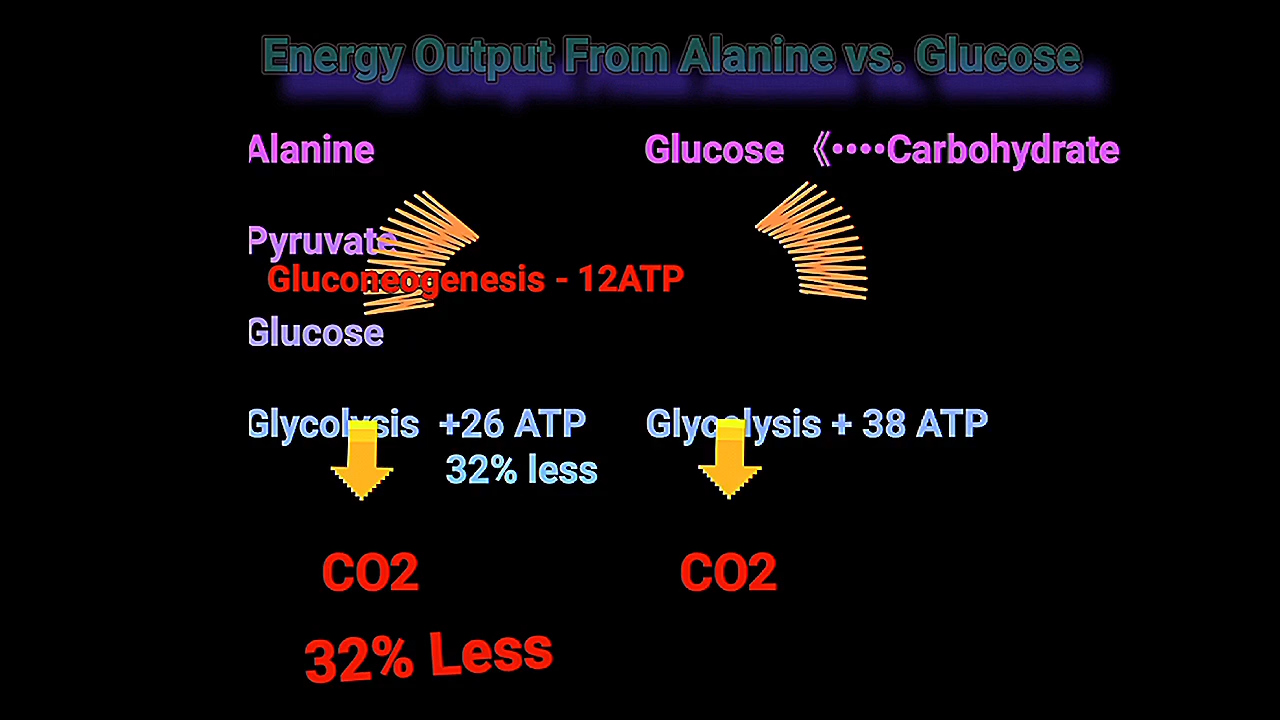 Energy Output From Alanine vs. Glucose
Alanine
Glucose 《••••Carbohydrate
Pyruvate
Gluconeogenesis - 12ATP
Glucose
Glycolysis +26 ATP
Glycolysis + 38 ATP
32% less
CO2
CO2
32% Less